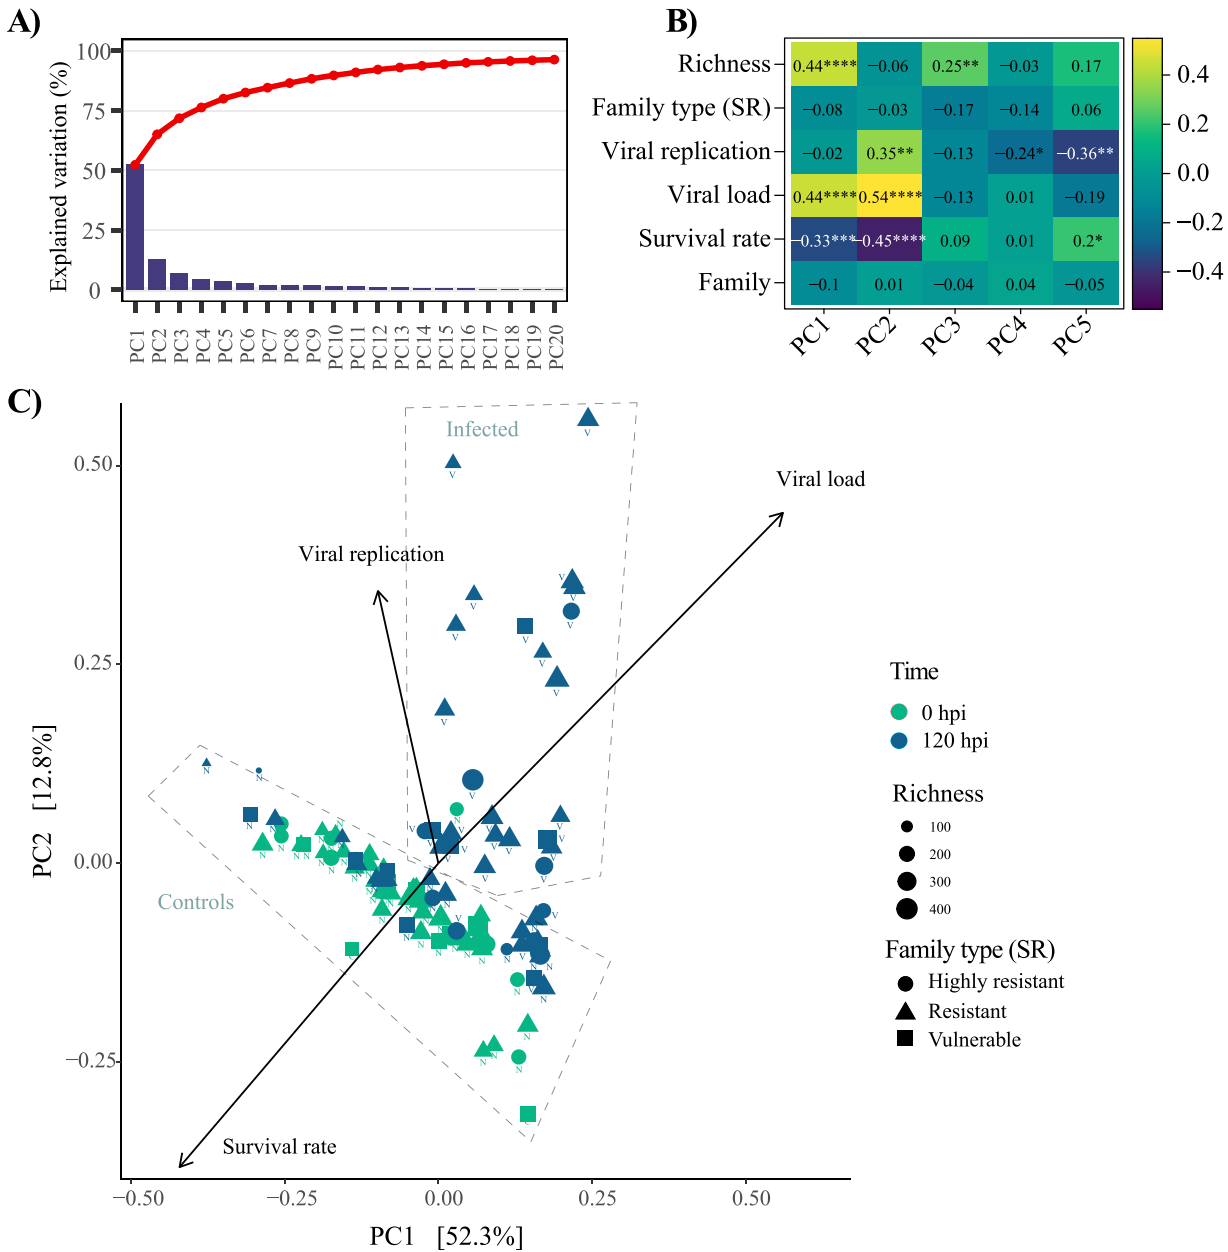 A)
Explained variation (%)
100
75
50
25
0
PC1 PC2 PC3 PC4 PC5 PC6 PC7 PC8 PC9 PC10 PC11 PC12 PC13 PC14 PC15 PC16 PC17 PC18 PC19 PC20
B)
Richness 0.44**** −0.06 0.25** −0.03 0.17
Family type (SR) −0.08 −0.03 −0.17 −0.14 0.06
Viral replication −0.02 0.35** −0.13 −0.24* −0.36**
Viral load 0.44**** 0.54**** −0.13 0.01 −0.19
Survival rate −0.33*** −0.45**** 0.09 0.01 0.2*
Family −0.1 0.01 −0.04 0.04 −0.05
PC1 PC2 PC3 PC4 PC5
0.4
0.2
0.0
−0.2
−0.4
C)
Infected
Viral load
Viral replication
Controls
Survival rate
PC2 [12.8%]
0.50
0.25
0.00
−0.25
−0.50 −0.25 0.00 0.25 0.50
PC1 [52.3%]
Time
0 hpi
120 hpi
Richness
100
200
300
400
Family type (SR)
Highly resistant
Resistant
Vulnerable